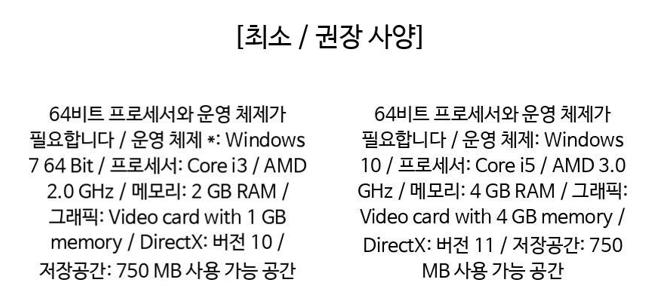 [최소 / 권장 사양]
64비트 프로세서와 운영 체제가
필요합니다 / 운영 체제 *: Windows
7 64 Bit / 프로세서: Core i3 / AMD
2.0 GHz / 메모리: 2 GB RAM /
그래픽: Video card with 1 GB
memory / DirectX: 버전 10 /
저장공간: 750 MB 사용 가능 공간
64비트 프로세서와 운영 체제가
필요합니다 / 운영 체제: Windows
10 / 프로세서: Core i5 / AMD 3.0
GHz / 메모리: 4 GB RAM / 그래픽:
Video card with 4 GB memory /
DirectX: 버전 11 / 저장공간: 750
MB 사용 가능 공간